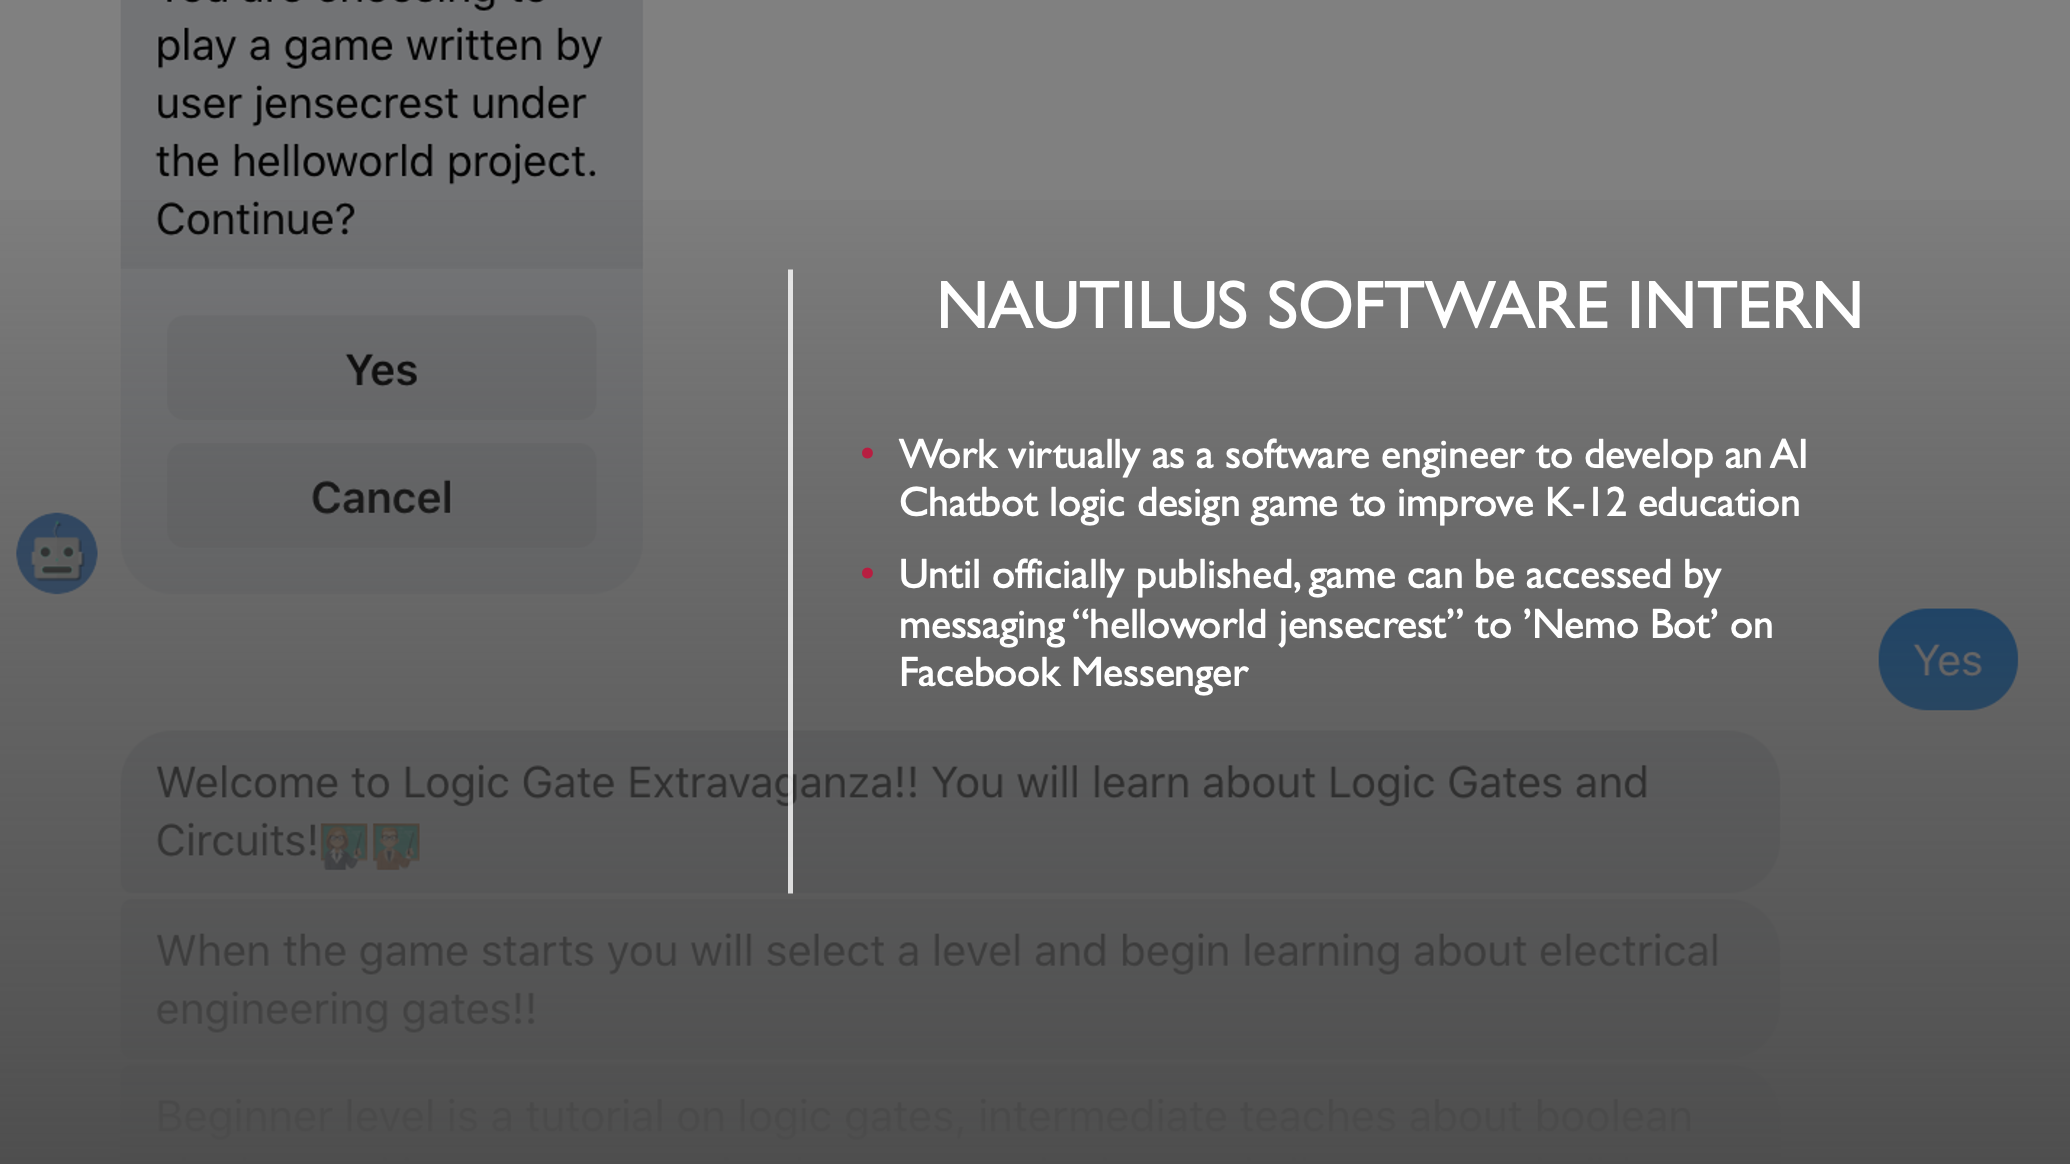 You are choosing to
play a game written by
user jensecrest under
the helloworld project.
Continue?
Yes
Cancel
NAUTILUS SOFTWARE INTERN
• Work virtually as a software engineer to develop an AI
Chatbot logic design game to improve K-12 education
• Until officially published, game can be accessed by
messaging “helloworld jensecrest” to ’Nemo Bot’ on
Facebook Messenger
Yes
Welcome to Logic Gate Extravaganza!! You will learn about Logic Gates and
Circuits!
When the game starts you will select a level and begin learning about electrical
engineering gates!!
Beginner level is a tutorial on logic gates, intermediate teaches about boolean